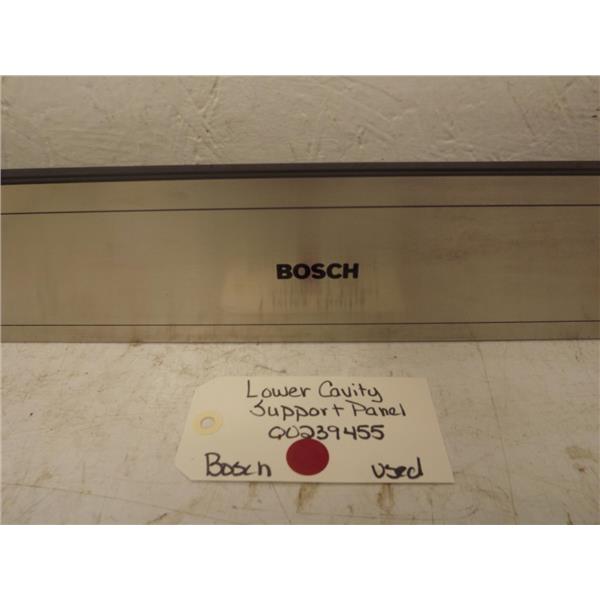 BOSCH
Lower Cavity
Support Panel
00239455
Bosch
used